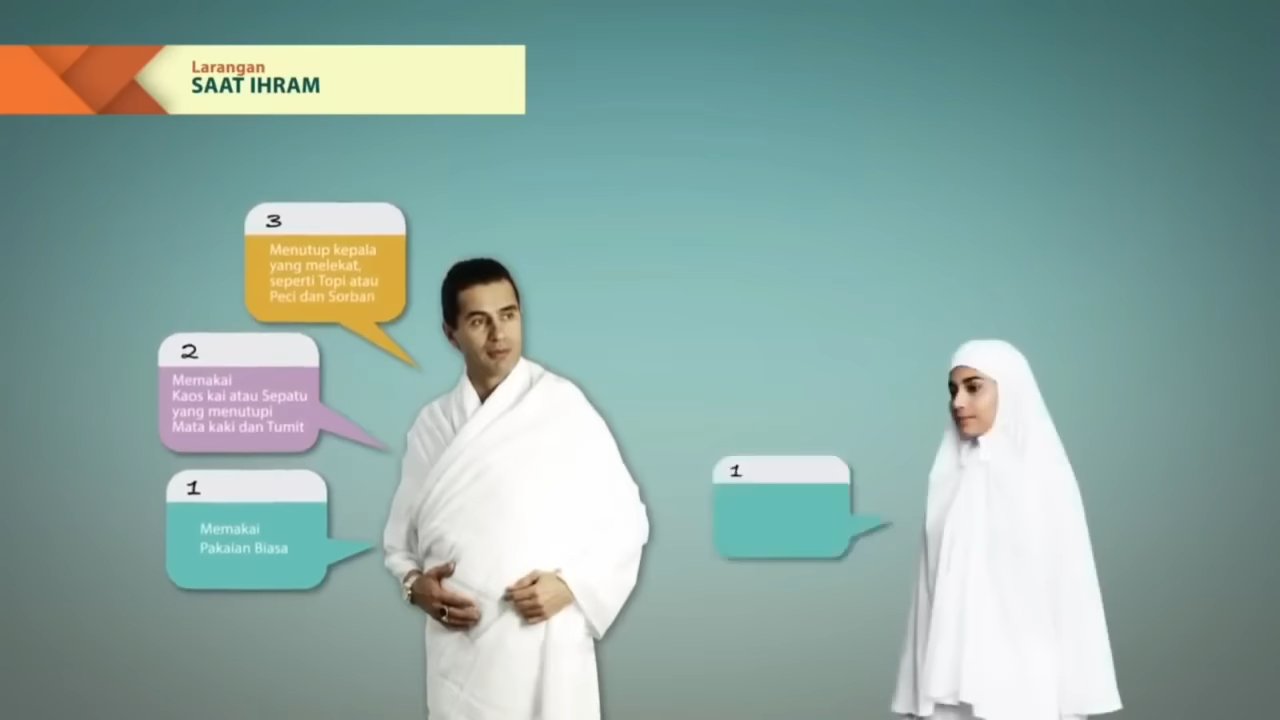 Larangan
SAAT IHRAM
3
Menutup kepala
yang melekat,
seperti Topi atau
Peci dan Sorban
2
Memakai
Kaos kai atau Sepatu
yang menutupi
Mata kaki dan Tumit
1
Memakai
Pakaian Biasa
1